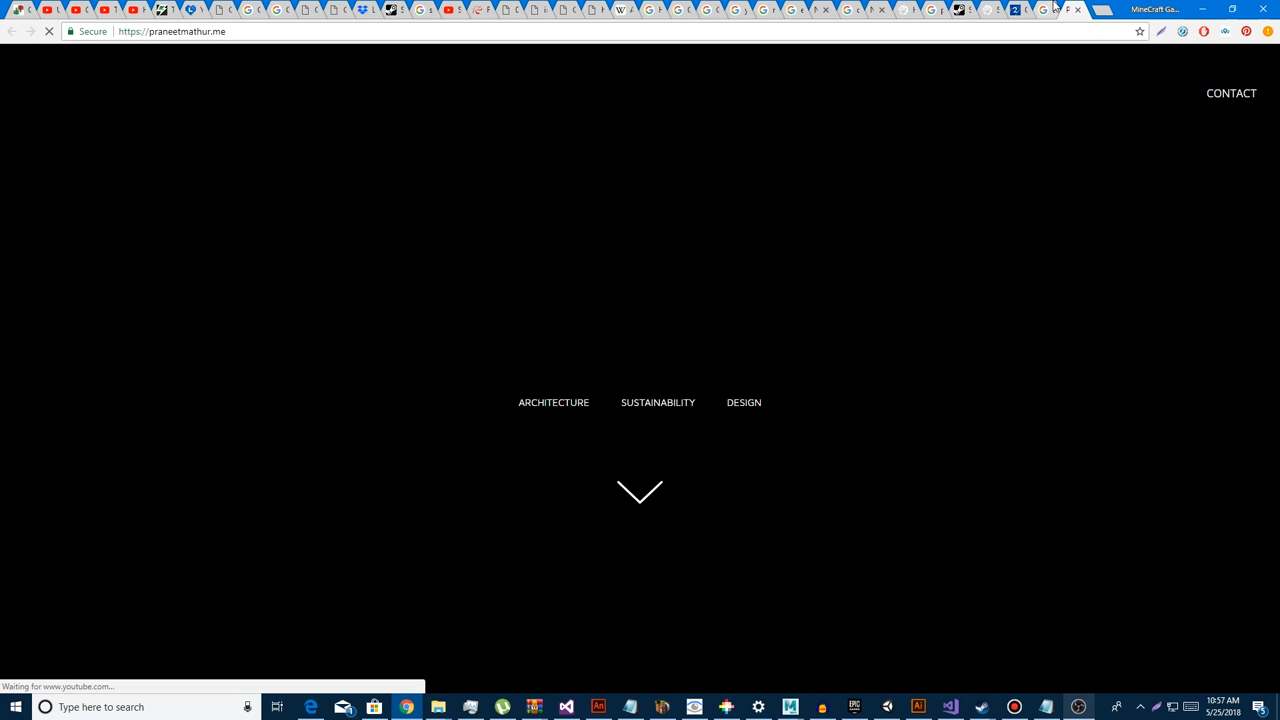 MineCraft Ga...
Secure https://praneetmathur.me
CONTACT
ARCHITECTURE SUSTAINABILITY DESIGN
Waiting for www.youtube.com...
Type here to search
10:57 AM
5/25/2018